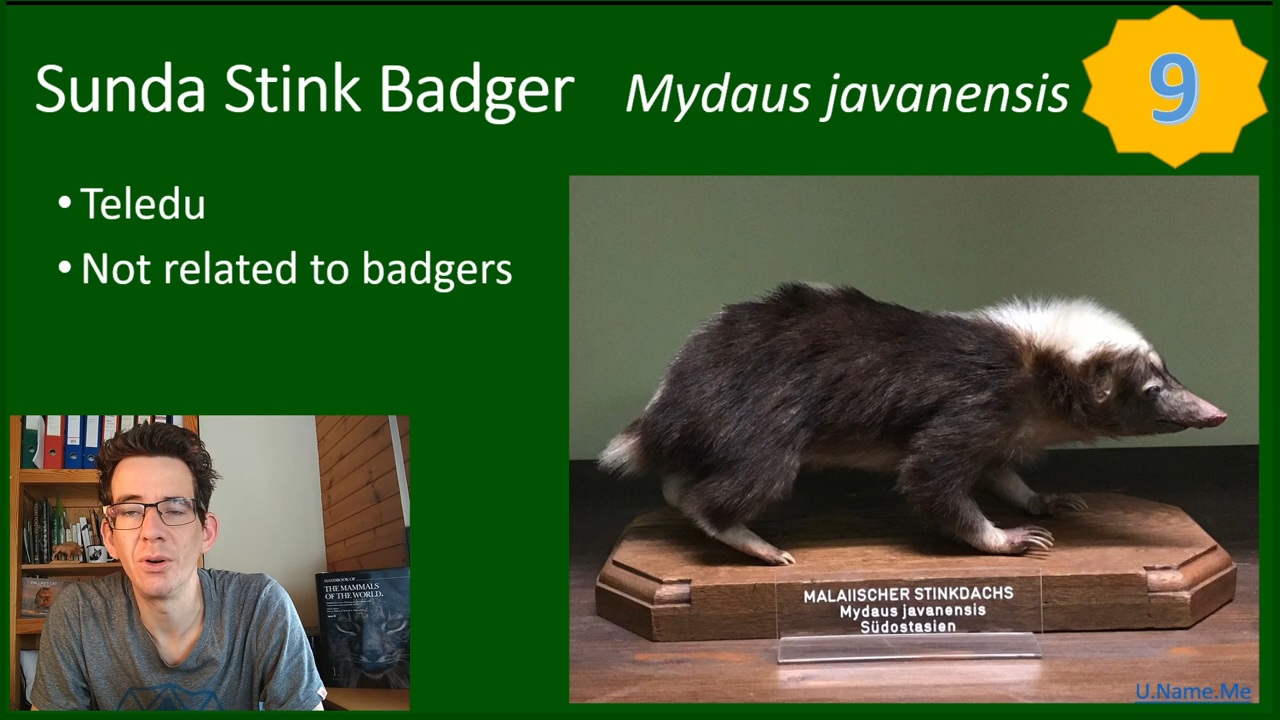 Sunda Stink Badger
Mydaus javanensis
9
• Teledu
• Not related to badgers
HANDBOOK OF
THE MAMMALS
OF THE WORLD.
MALAIISCHER STINKDACHS
Mydaus javanensis
Südostasien
U.Name.Me